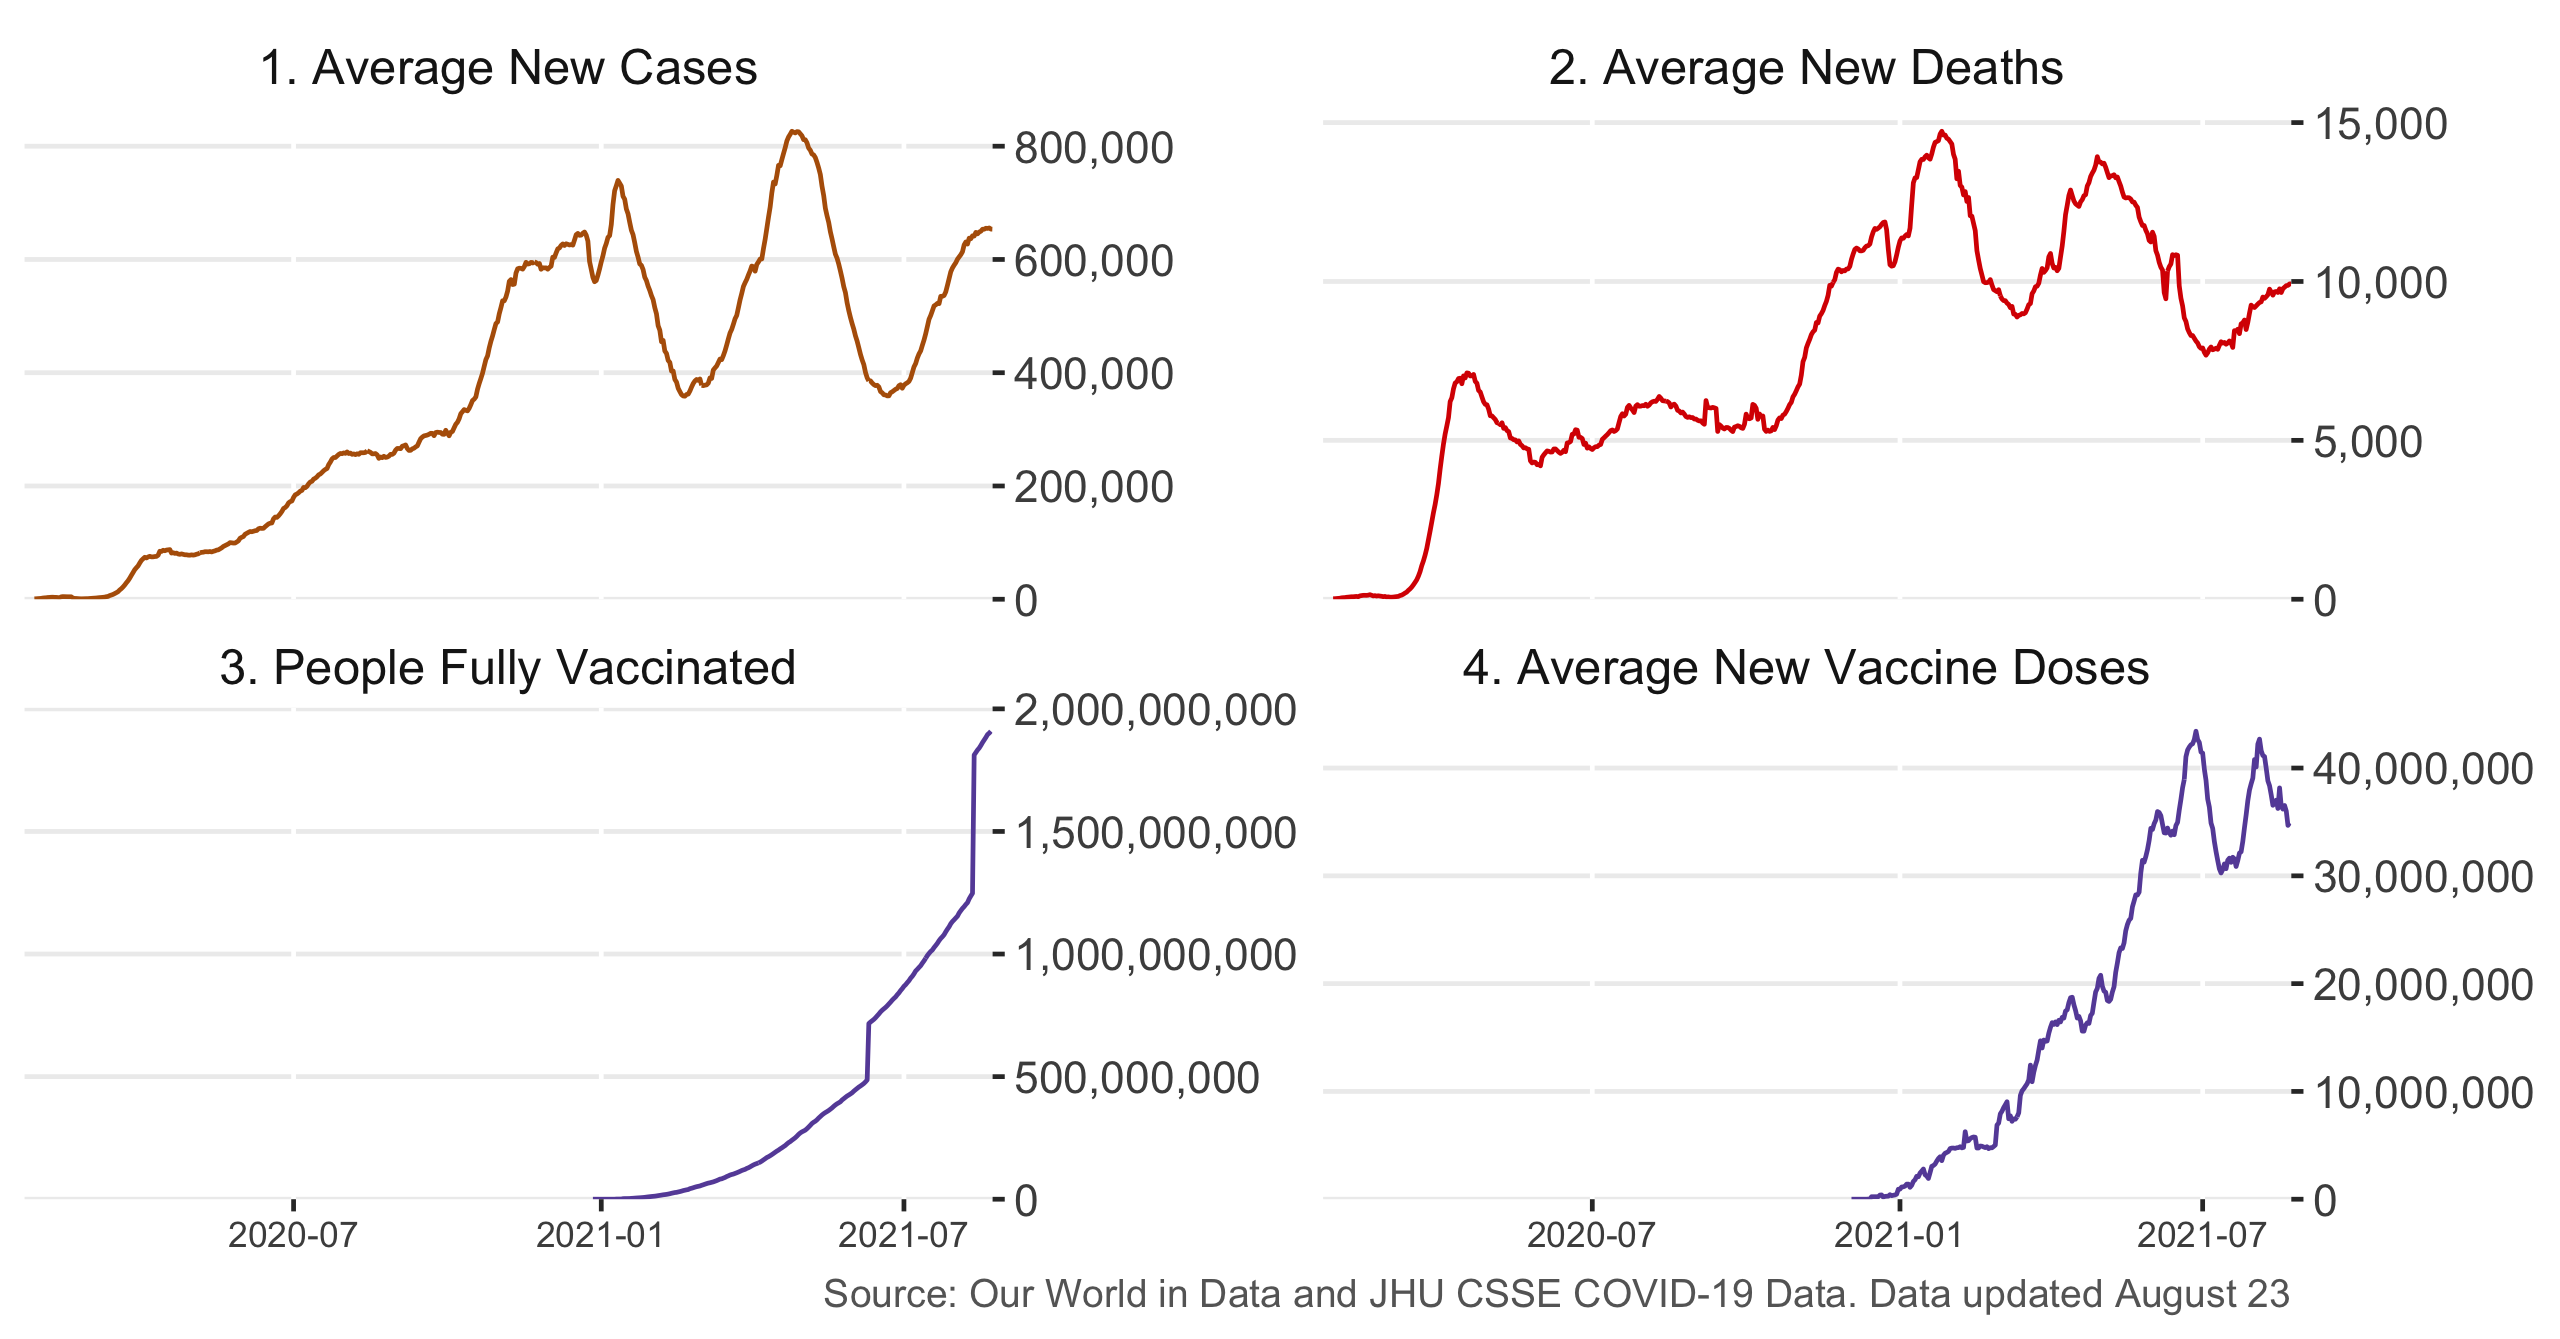 1. Average New Cases
800,000
600,000
400,000
200,000
0
2. Average New Deaths
15,000
10,000
5,000
0
3. People Fully Vaccinated
2,000,000,000
1,500,000,000
1,000,000,000
500,000,000
0
2020-07 2021-01 2021-07
4. Average New Vaccine Doses
40,000,000
30,000,000
20,000,000
10,000,000
0
2020-07 2021-01 2021-07
Source: Our World in Data and JHU CSSE COVID-19 Data. Data updated August 23